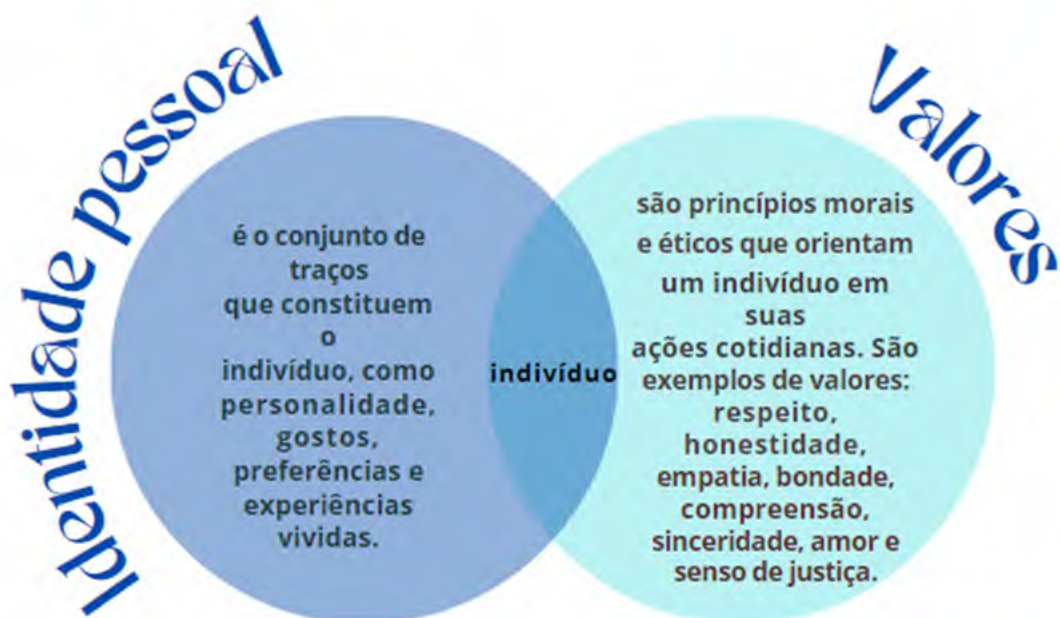 Identidade pessoal
é o conjunto de
traços
que constituem
o
indivíduo, como
personalidade,
gostos,
preferências e
experiências
vividas.
indivíduo
Valores
são princípios morais
e éticos que orientam
um indivíduo em
suas
ações cotidianas. São
exemplos de valores:
respeito,
honestidade,
empatia, bondade,
compreensão,
sinceridade, amor e
senso de justiça.